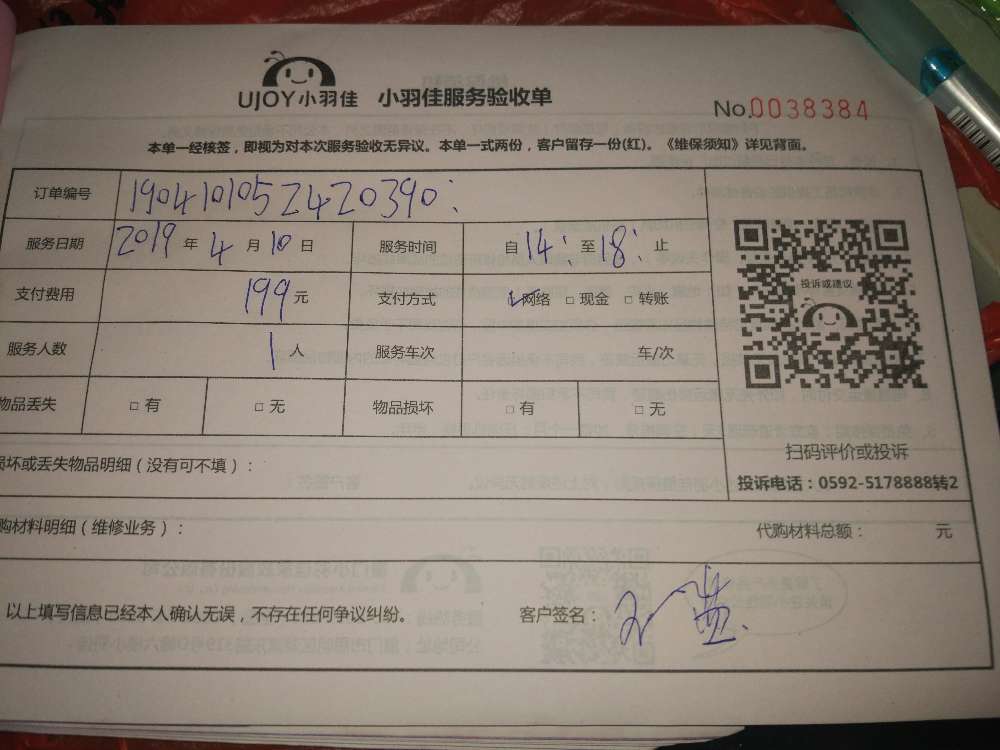 UJOY小羽佳 小羽佳服务验收单
No.0038384
本单一经核签，即视为对本次服务验收无异议。本单一式两份，客户留存一份(红)。《维保须知》详见背面。
订单编号 1904101052420390
服务日期 2019 年 4 月 10 日 服务时间 自 14: 至 18: 止
投诉或建议
支付费用 199 元 支付方式 ☑网络 □现金 □转账
服务人数 1 人 服务车次 车/次
物品丢失 □有 □无 物品损坏 □有 □无
扫码评价或投诉
损坏或丢失物品明细（没有可不填）：
投诉电话：0592-5178888转2
代购材料明细（维修业务）： 代购材料总额： 元
以上填写信息已经本人确认无误，不存在任何争议纠纷。 客户签名：